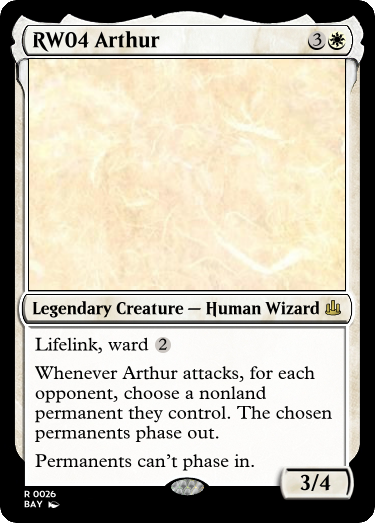 RW04 Arthur 3
Legendary Creature — Human Wizard
Lifelink, ward 2
Whenever Arthur attacks, for each
opponent, choose a nonland
permanent they control. The chosen
permanents phase out.
Permanents can't phase in.
3/4
R 0026
BAY